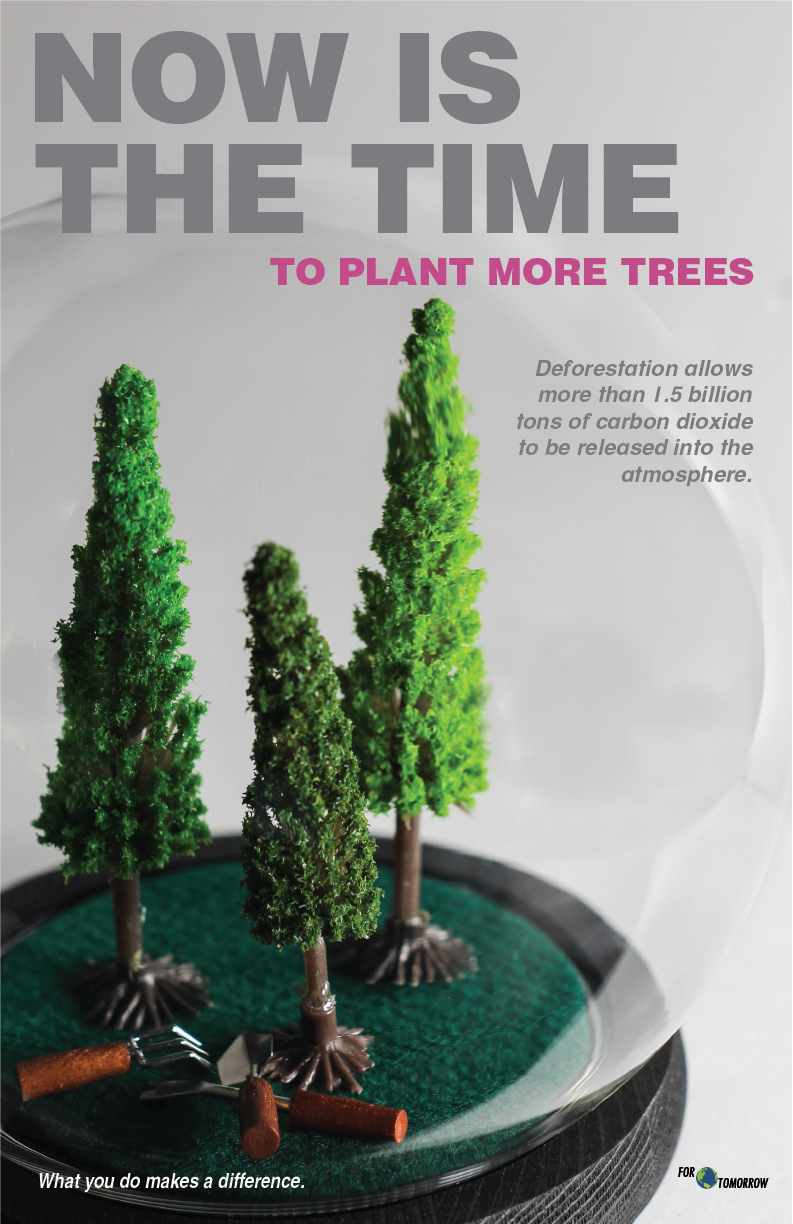 NOW IS
THE TIME
TO PLANT MORE TREES
Deforestation allows
more than 1.5 billion
tons of carbon dioxide
to be released into the
atmosphere.
What you do makes a difference.
FOR
TOMORROW